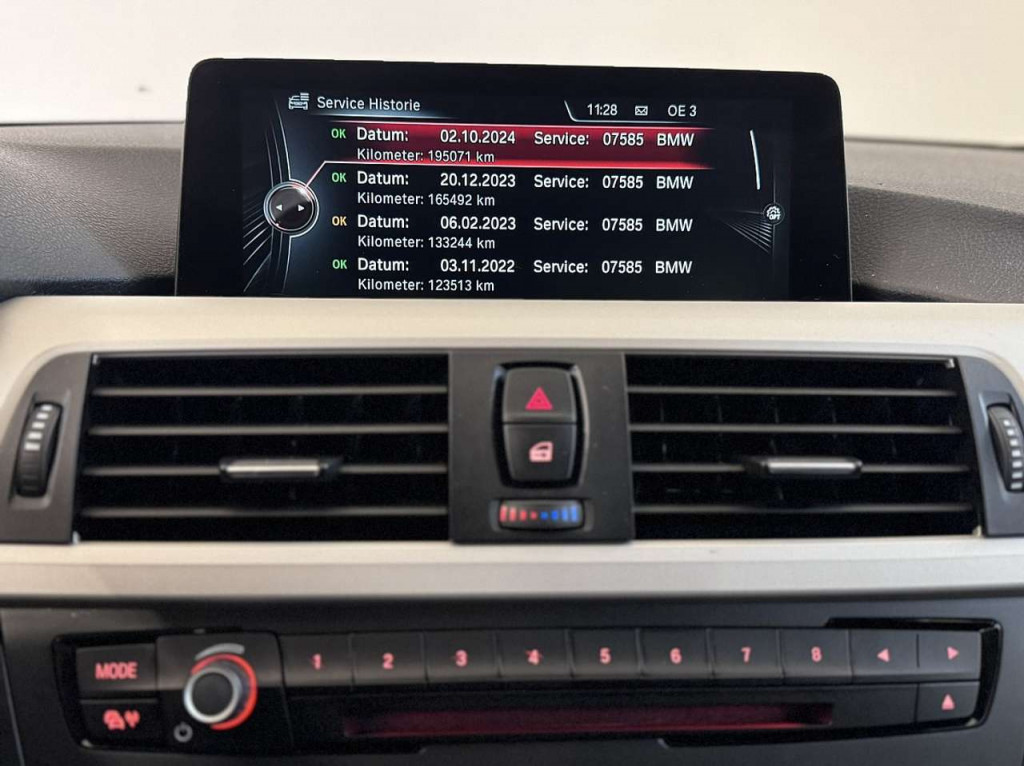 Service Historie
11:28 OE 3
OK Datum: 02.10.2024 Service: 07585 BMW
Kilometer: 195071 km
OK Datum: 20.12.2023 Service: 07585 BMW
Kilometer: 165492 km
OK Datum: 06.02.2023 Service: 07585 BMW
Kilometer: 133244 km
OK Datum: 03.11.2022 Service: 07585 BMW
Kilometer: 123513 km
OFF
MODE 1 2 3 4 5 6 7 8